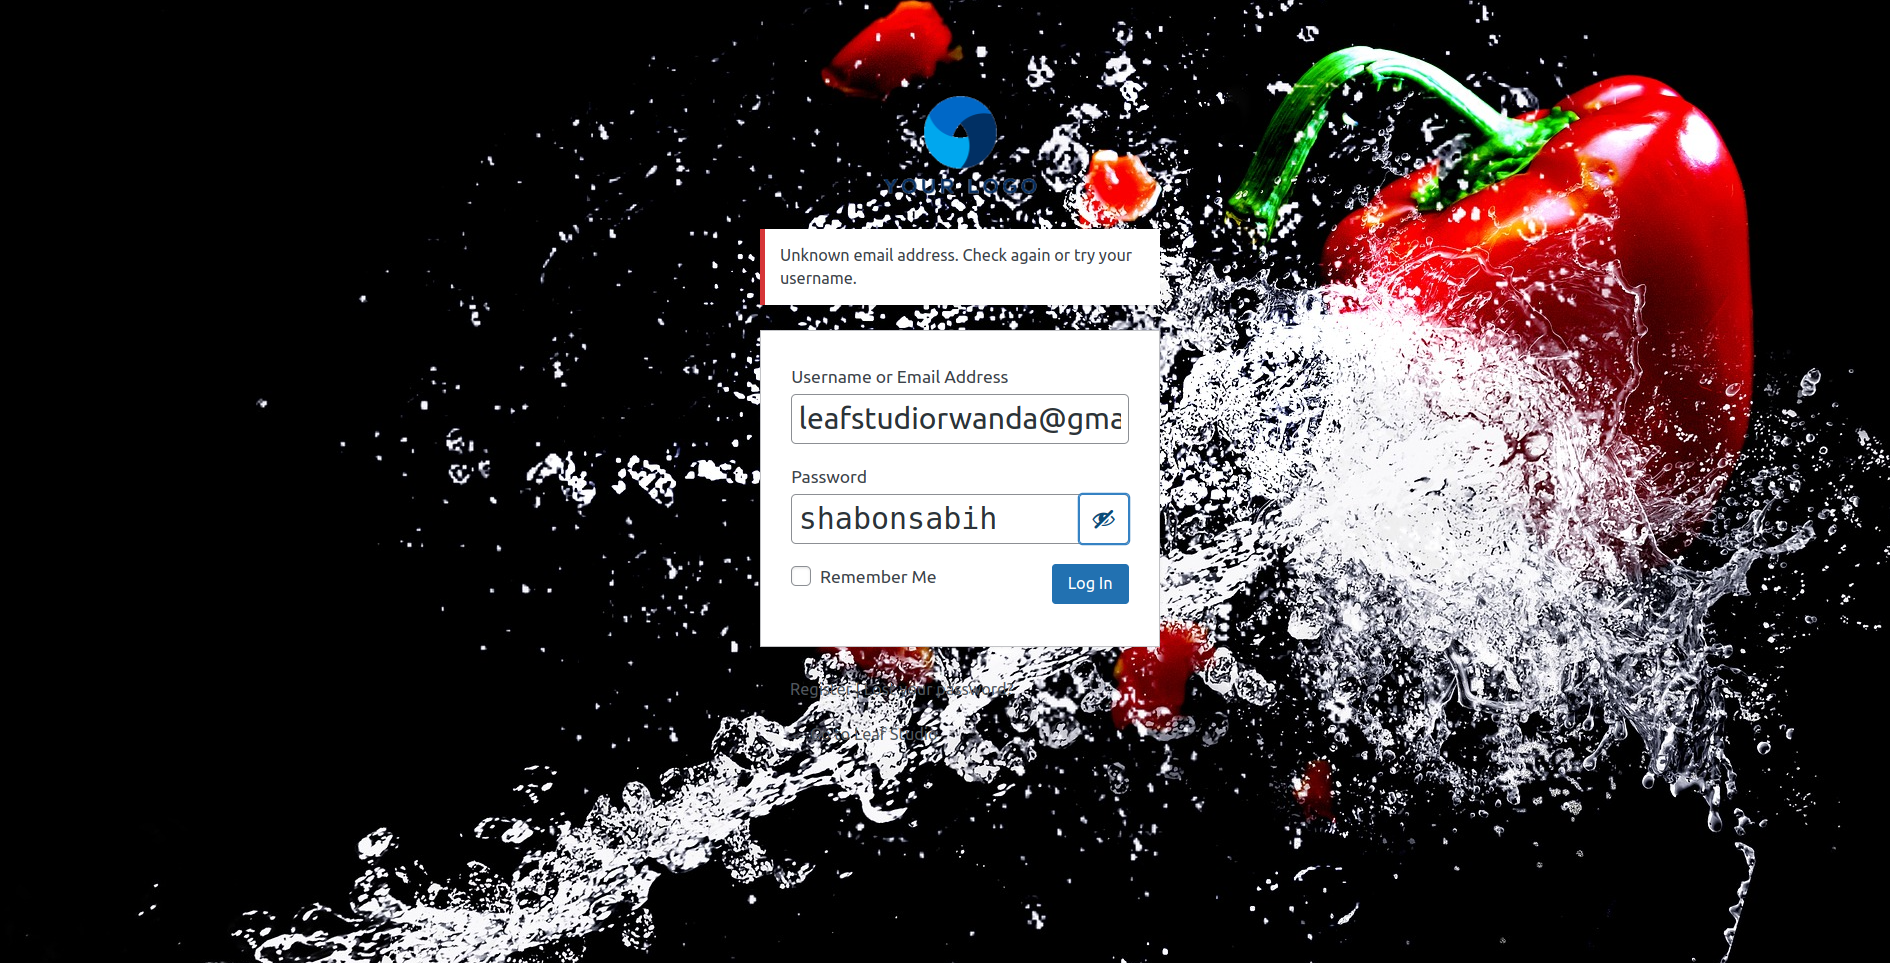 YOUR LOGO
Unknown email address. Check again or try your
username.
Username or Email Address
leafstudiorwanda@gma
Password
shabonsabih
Remember Me
Log In
Register | Lost your password?
to Leaf Studio